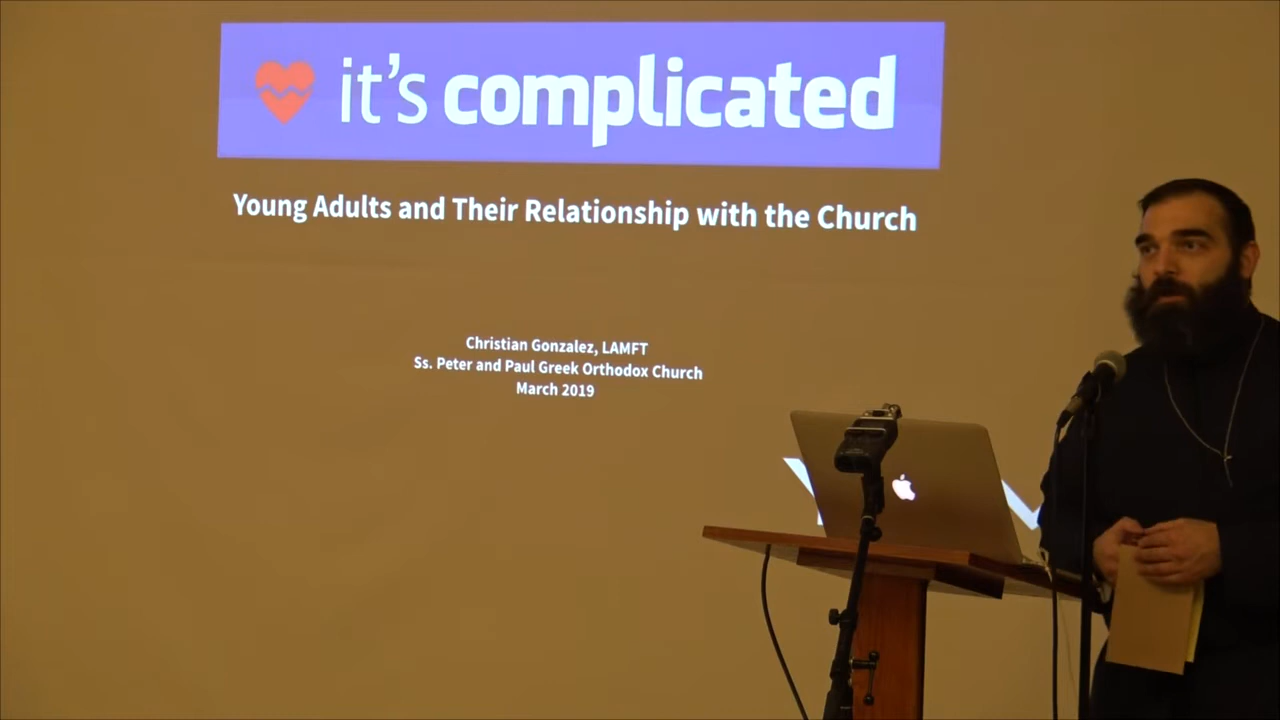 it's complicated
Young Adults and Their Relationship with the Church
Christian Gonzalez, LAMFT
Ss. Peter and Paul Greek Orthodox Church
March 2019